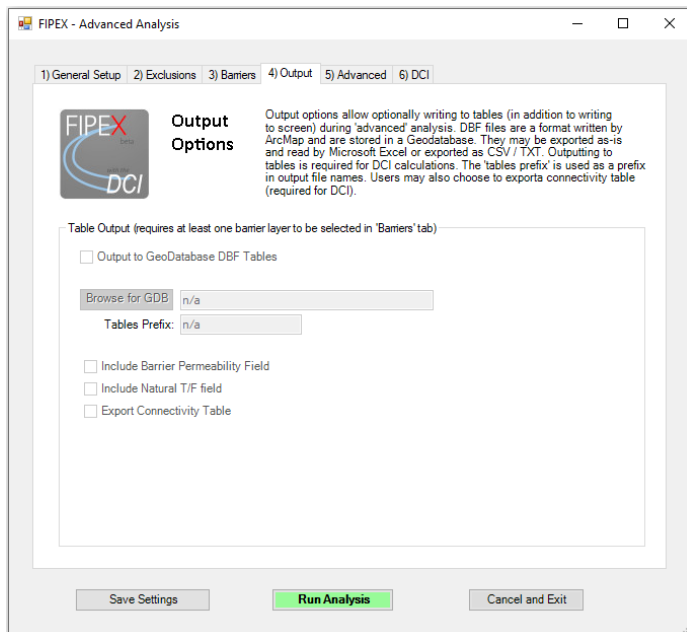 FIPEX - Advanced Analysis
1) General Setup 2) Exclusions 3) Barriers 4) Output 5) Advanced 6) DCI
FIPEX
beta
DCI
Output
Options
Output options allow optionally writing to tables (in addition to writing
to screen) during 'advanced' analysis. DBF files are a format written by
ArcMap and are stored in a Geodatabase. They may be exported as-is
and read by Microsoft Excel or exported as CSV / TXT. Outputting to
tables is required for DCI calculations. The 'tables prefix' is used as a prefix
in output file names. Users may also choose to exporta connectivity table
(required for DCI).
Table Output (requires at least one barrier layer to be selected in 'Barriers' tab)
Output to GeoDatabase DBF Tables
Browse for GDB n/a
Tables Prefix: n/a
Include Barrier Permeability Field
Include Natural T/F field
Export Connectivity Table
Save Settings Run Analysis Cancel and Exit